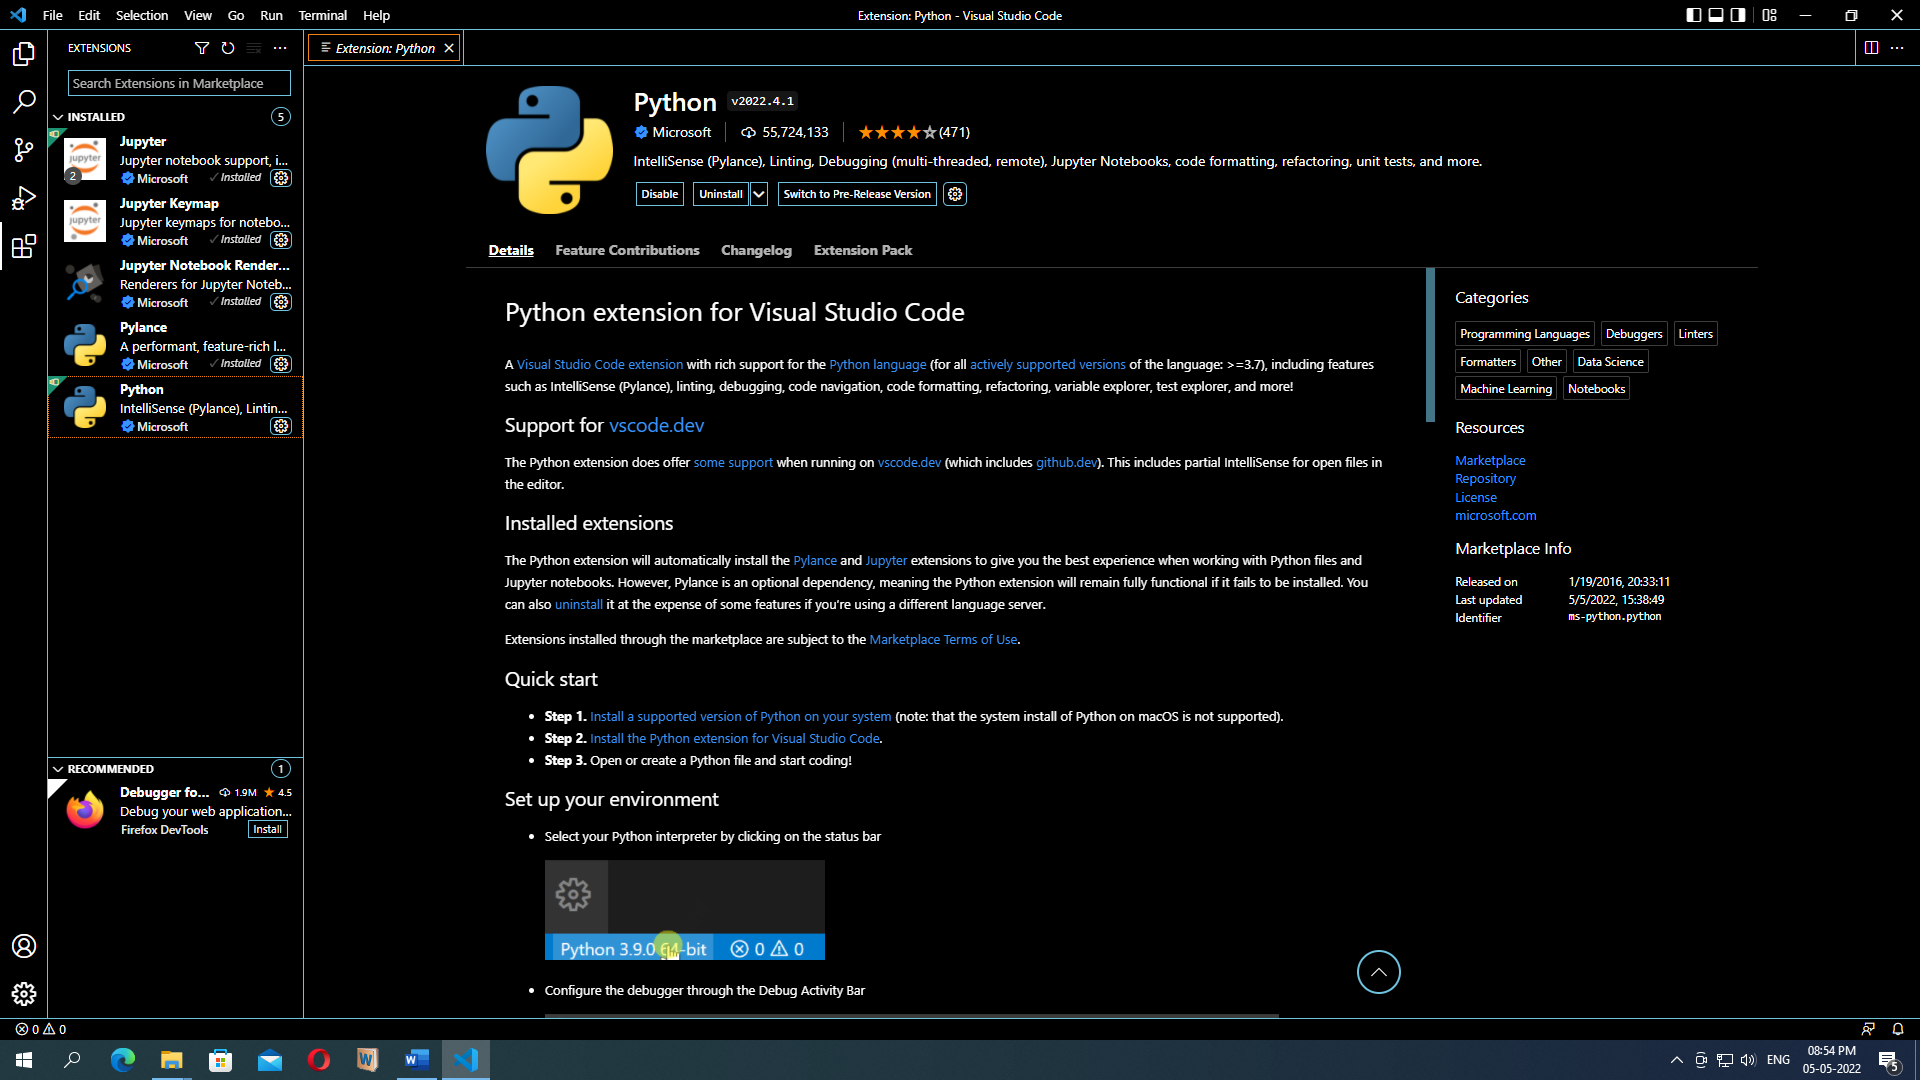 File Edit Selection View Go Run Terminal Help
Extension: Python - Visual Studio Code
EXTENSIONS
Extension: Python
Search Extensions in Marketplace
INSTALLED 5
Jupyter
Jupyter notebook support, i...
Microsoft Installed
2
Jupyter Keymap
Jupyter keymaps for notebo...
Microsoft Installed
Jupyter Notebook Render...
Renderers for Jupyter Noteb...
Microsoft Installed
Pylance
A performant, feature-rich l...
Microsoft Installed
Python
IntelliSense (Pylance), Lintin...
Microsoft
RECOMMENDED 1
Debugger fo... 1.9M 4.5
Debug your web application...
Firefox DevTools Install
Python v2022.4.1
Microsoft 55,724,133 (471)
IntelliSense (Pylance), Linting, Debugging (multi-threaded, remote), Jupyter Notebooks, code formatting, refactoring, unit tests, and more.
Disable Uninstall Switch to Pre-Release Version
Details Feature Contributions Changelog Extension Pack
Python extension for Visual Studio Code
A Visual Studio Code extension with rich support for the Python language (for all actively supported versions of the language: >=3.7), including features
such as IntelliSense (Pylance), linting, debugging, code navigation, code formatting, refactoring, variable explorer, test explorer, and more!
Support for vscode.dev
The Python extension does offer some support when running on vscode.dev (which includes github.dev). This includes partial IntelliSense for open files in
the editor.
Installed extensions
The Python extension will automatically install the Pylance and Jupyter extensions to give you the best experience when working with Python files and
Jupyter notebooks. However, Pylance is an optional dependency, meaning the Python extension will remain fully functional if it fails to be installed. You
can also uninstall it at the expense of some features if you're using a different language server.
Extensions installed through the marketplace are subject to the Marketplace Terms of Use.
Quick start
• Step 1. Install a supported version of Python on your system (note: that the system install of Python on macOS is not supported).
• Step 2. Install the Python extension for Visual Studio Code.
• Step 3. Open or create a Python file and start coding!
Set up your environment
• Select your Python interpreter by clicking on the status bar
Python 3.9.0 64-bit 0 0
• Configure the debugger through the Debug Activity Bar
Categories
Programming Languages Debuggers Linters
Formatters Other Data Science
Machine Learning Notebooks
Resources
Marketplace
Repository
License
microsoft.com
Marketplace Info
Released on 1/19/2016, 20:33:11
Last updated 5/5/2022, 15:38:49
Identifier ms-python.python
0 0
ENG
08:54 PM
05-05-2022
5